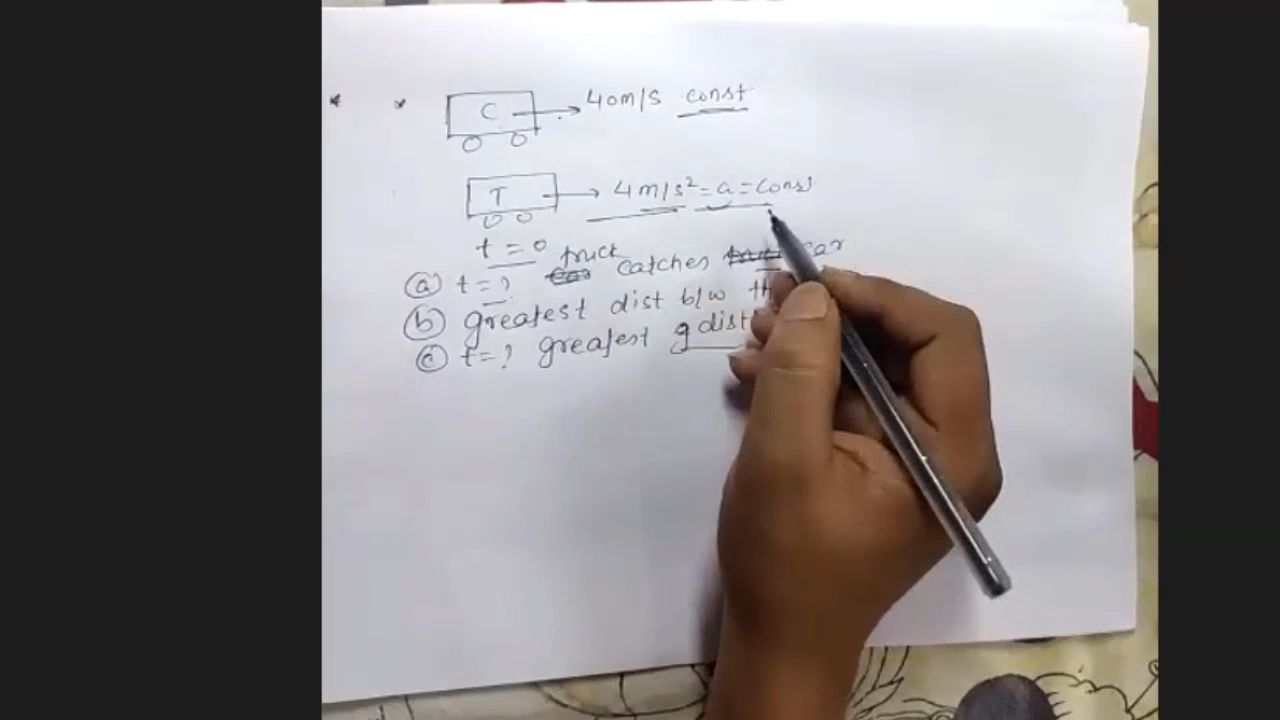 C 40m/s const
T 4m/s² = a = const
t = 0
truck
(a) t = ? catches car
(b) greatest dist b/w
(c) t = ? greatest g dist